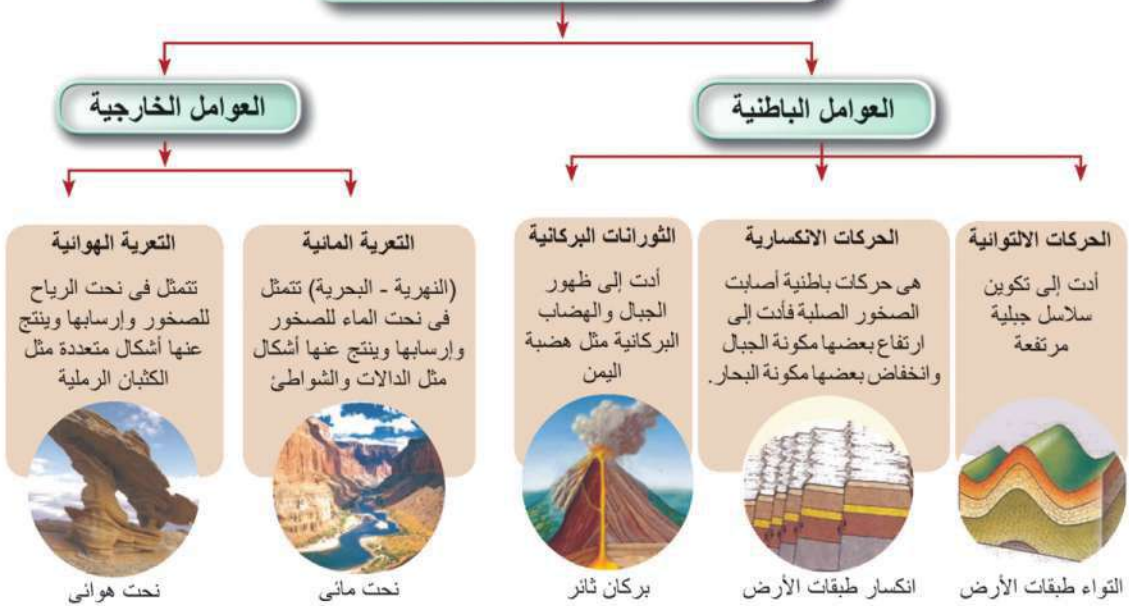 العوامل الباطنية
العوامل الخارجية
الحركات الالتوائية
أدت إلى تكوين
سلاسل جبلية
مرتفعة
التواء طبقات الأرض
الحركات الانكسارية
هى حركات باطنية أصابت
الصخور الصلبة فأدت إلى
ارتفاع بعضها مكونة الجبال
وانخفاض بعضها مكونة البحار.
انكسار طبقات الأرض
الثورانات البركانية
أدت إلى ظهور
الجبال والهضاب
البركانية مثل هضبة
اليمن
بركان ثائر
التعرية المائية
(النهرية - البحرية) تتمثل
فى نحت الماء للصخور
وإرسابها وينتج عنها أشكال
مثل الدالات والشواطئ
نحت مائى
التعرية الهوائية
تتمثل فى نحت الرياح
للصخور وإرسابها وينتج
عنها أشكال متعددة مثل
الكثبان الرملية
نحت هوائى